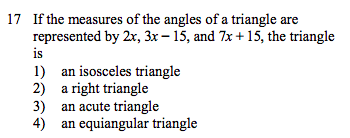 17 If the measures of the angles of a triangle are
represented by 2x, 3x − 15, and 7x + 15, the triangle
is
1) an isosceles triangle
2) a right triangle
3) an acute triangle
4) an equiangular triangle